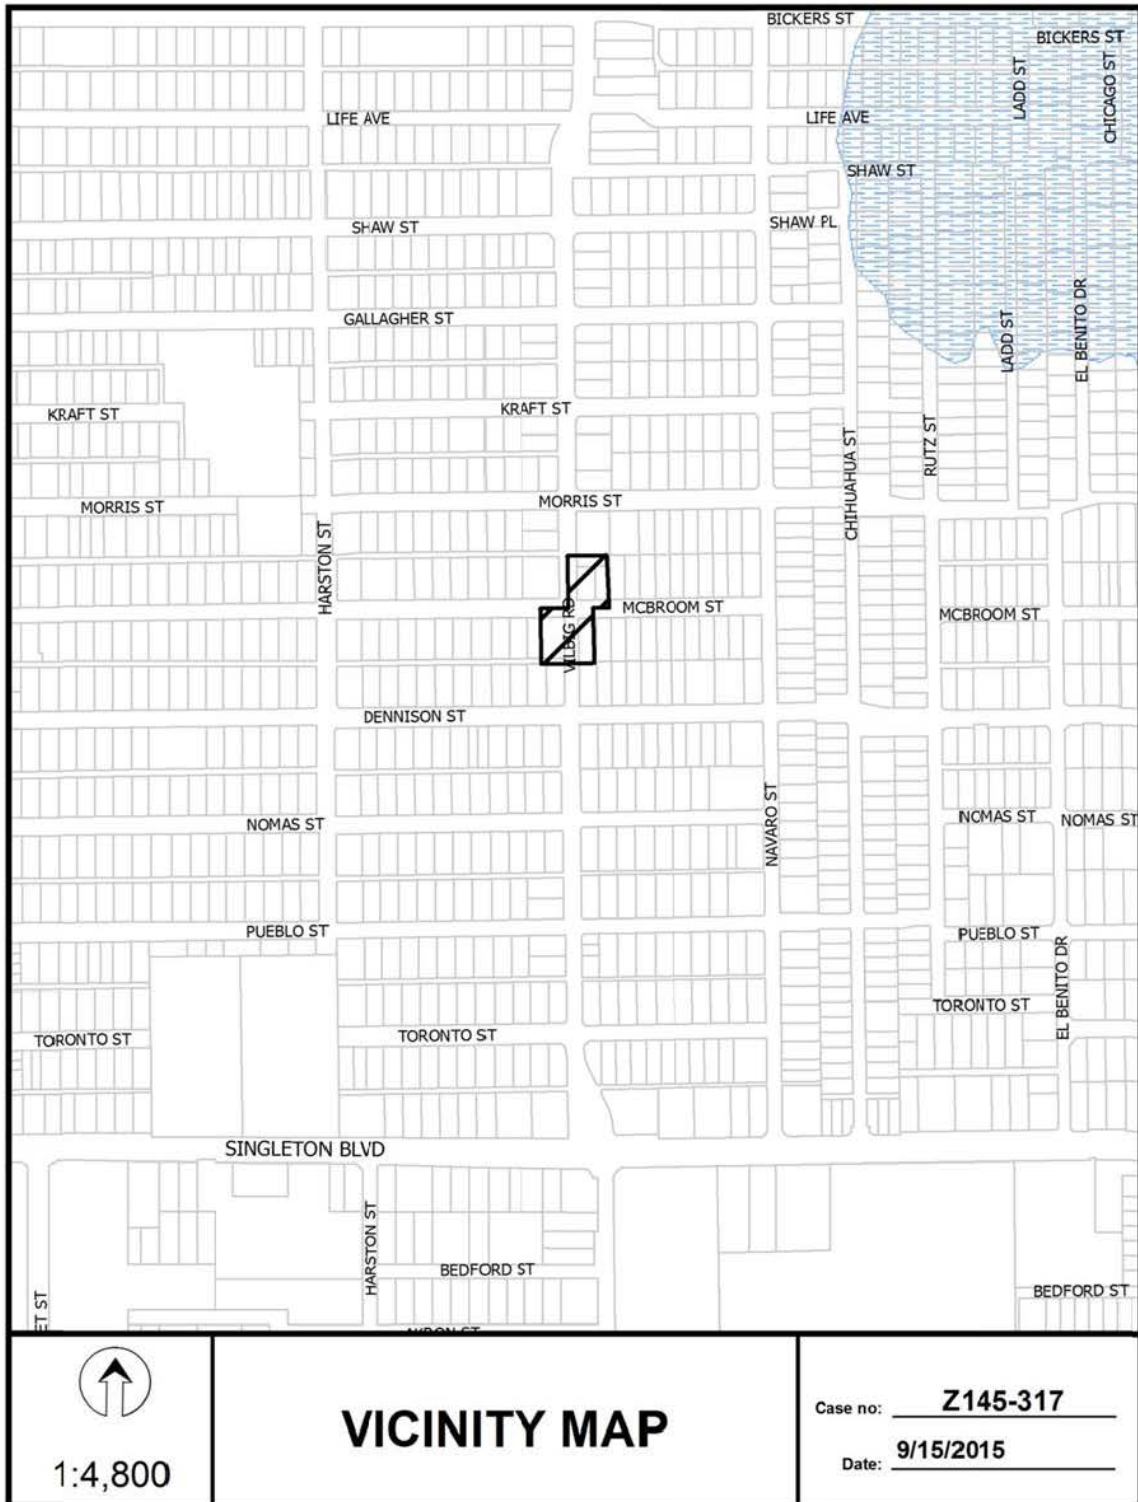 BICKERS ST
BICKERS ST
LADD ST
CHICAGO ST
LIFE AVE
LIFE AVE
SHAW ST
SHAW ST
SHAW PL
EL BENITO DR
GALLAGHER ST
LADD ST
KRAFT ST
KRAFT ST
CHIHUAHUA ST
RUTZ ST
MORRIS ST
MORRIS ST
HARSTON ST
VILBIG RD
MCBROOM ST
MCBROOM ST
DENNISON ST
NAVARO ST
NOMAS ST
NOMAS ST
NOMAS ST
PUEBLO ST
PUEBLO ST
EL BENITO DR
TORONTO ST
TORONTO ST
TORONTO ST
SINGLETON BLVD
HARSTON ST
BEDFORD ST
BEDFORD ST
ET ST
1:4,800
VICINITY MAP
Case no: Z145-317
Date: 9/15/2015